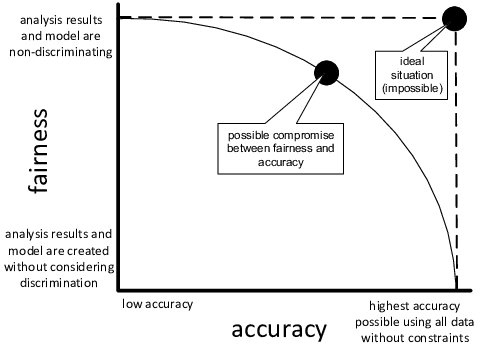 analysis results
and model are
non-discriminating
ideal
situation
(impossible)
possible compromise
between fairness and
accuracy
fairness
analysis results and
model are created
without considering
discrimination
low accuracy
highest accuracy
possible using all data
without constraints
accuracy